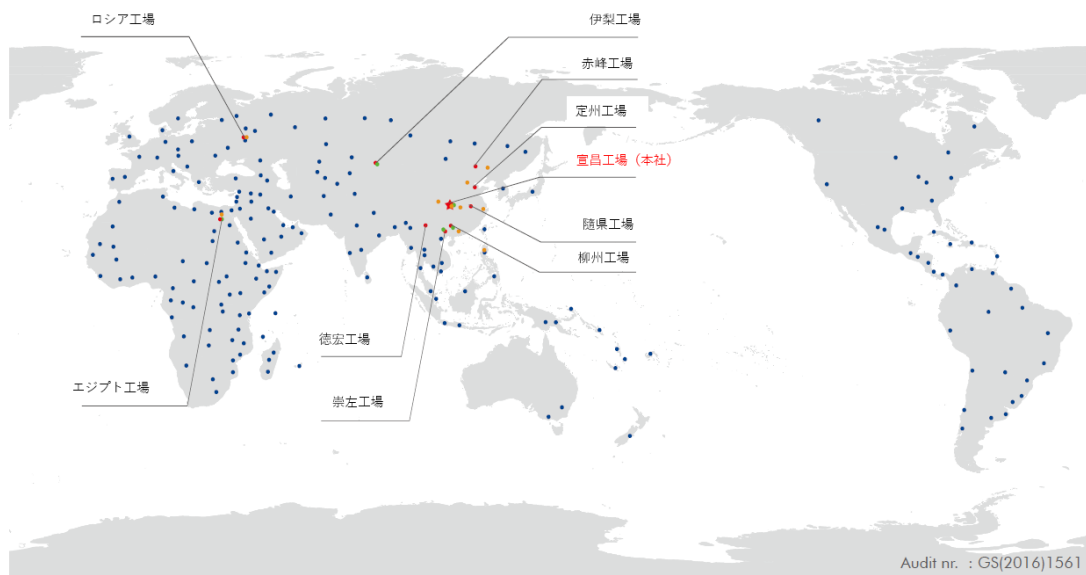 ロシア工場
伊梨工場
赤峰工場
定州工場
宣昌工場（本社）
随県工場
柳州工場
徳宏工場
エジプト工場
崇左工場
Audit nr. : GS(2016)1561